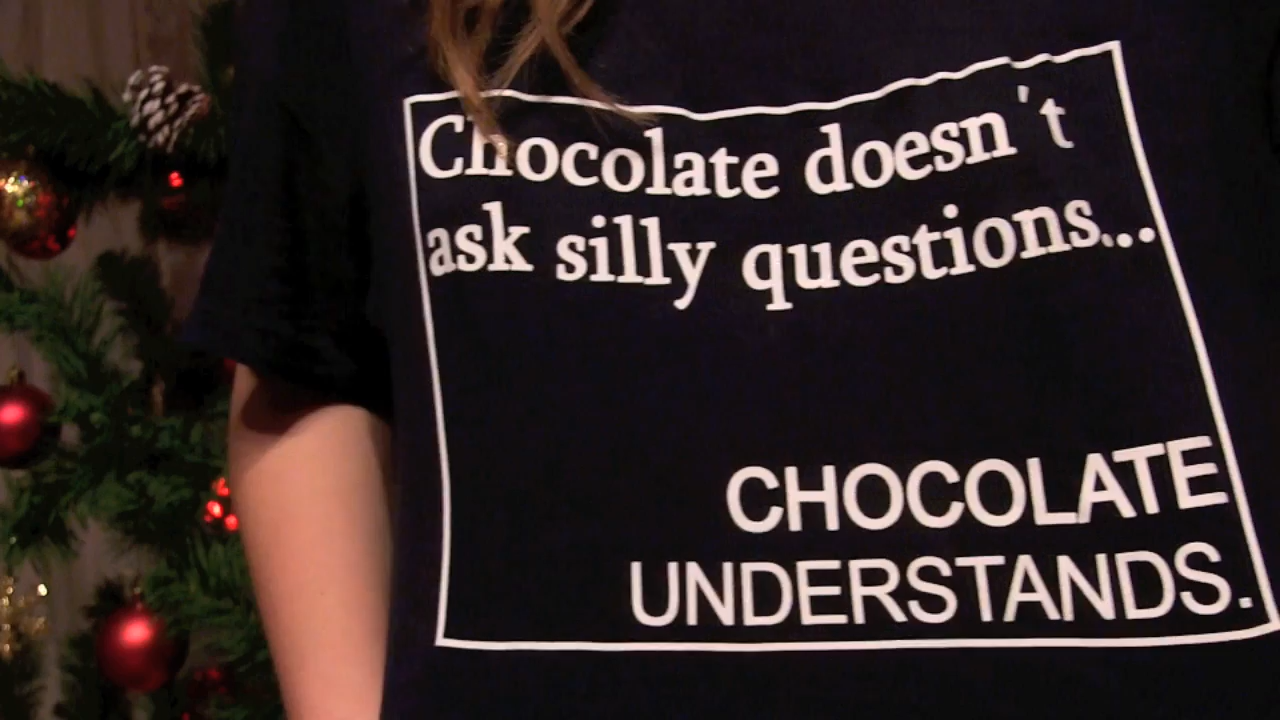 Chocolate doesn't
ask silly questions...
CHOCOLATE
UNDERSTANDS.